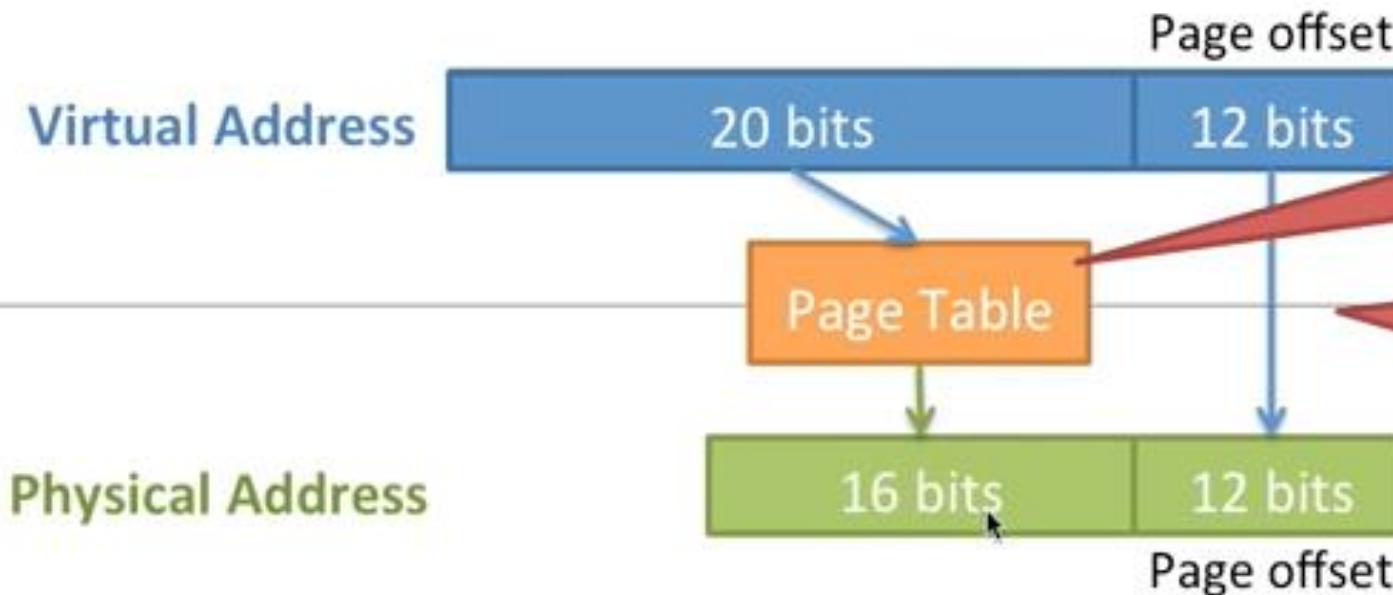 Page offset
Virtual Address
20 bits
12 bits
Page Table
Physical Address
16 bits
12 bits
Page offset